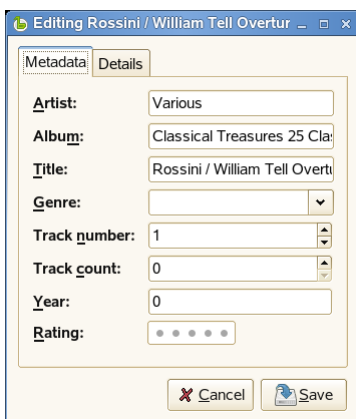 Editing Rossini / William Tell Overtur
Metadata Details
Artist: Various
Album: Classical Treasures 25 Clas
Title: Rossini / William Tell Overtu
Genre:
Track number: 1
Track count: 0
Year: 0
Rating:
Cancel Save